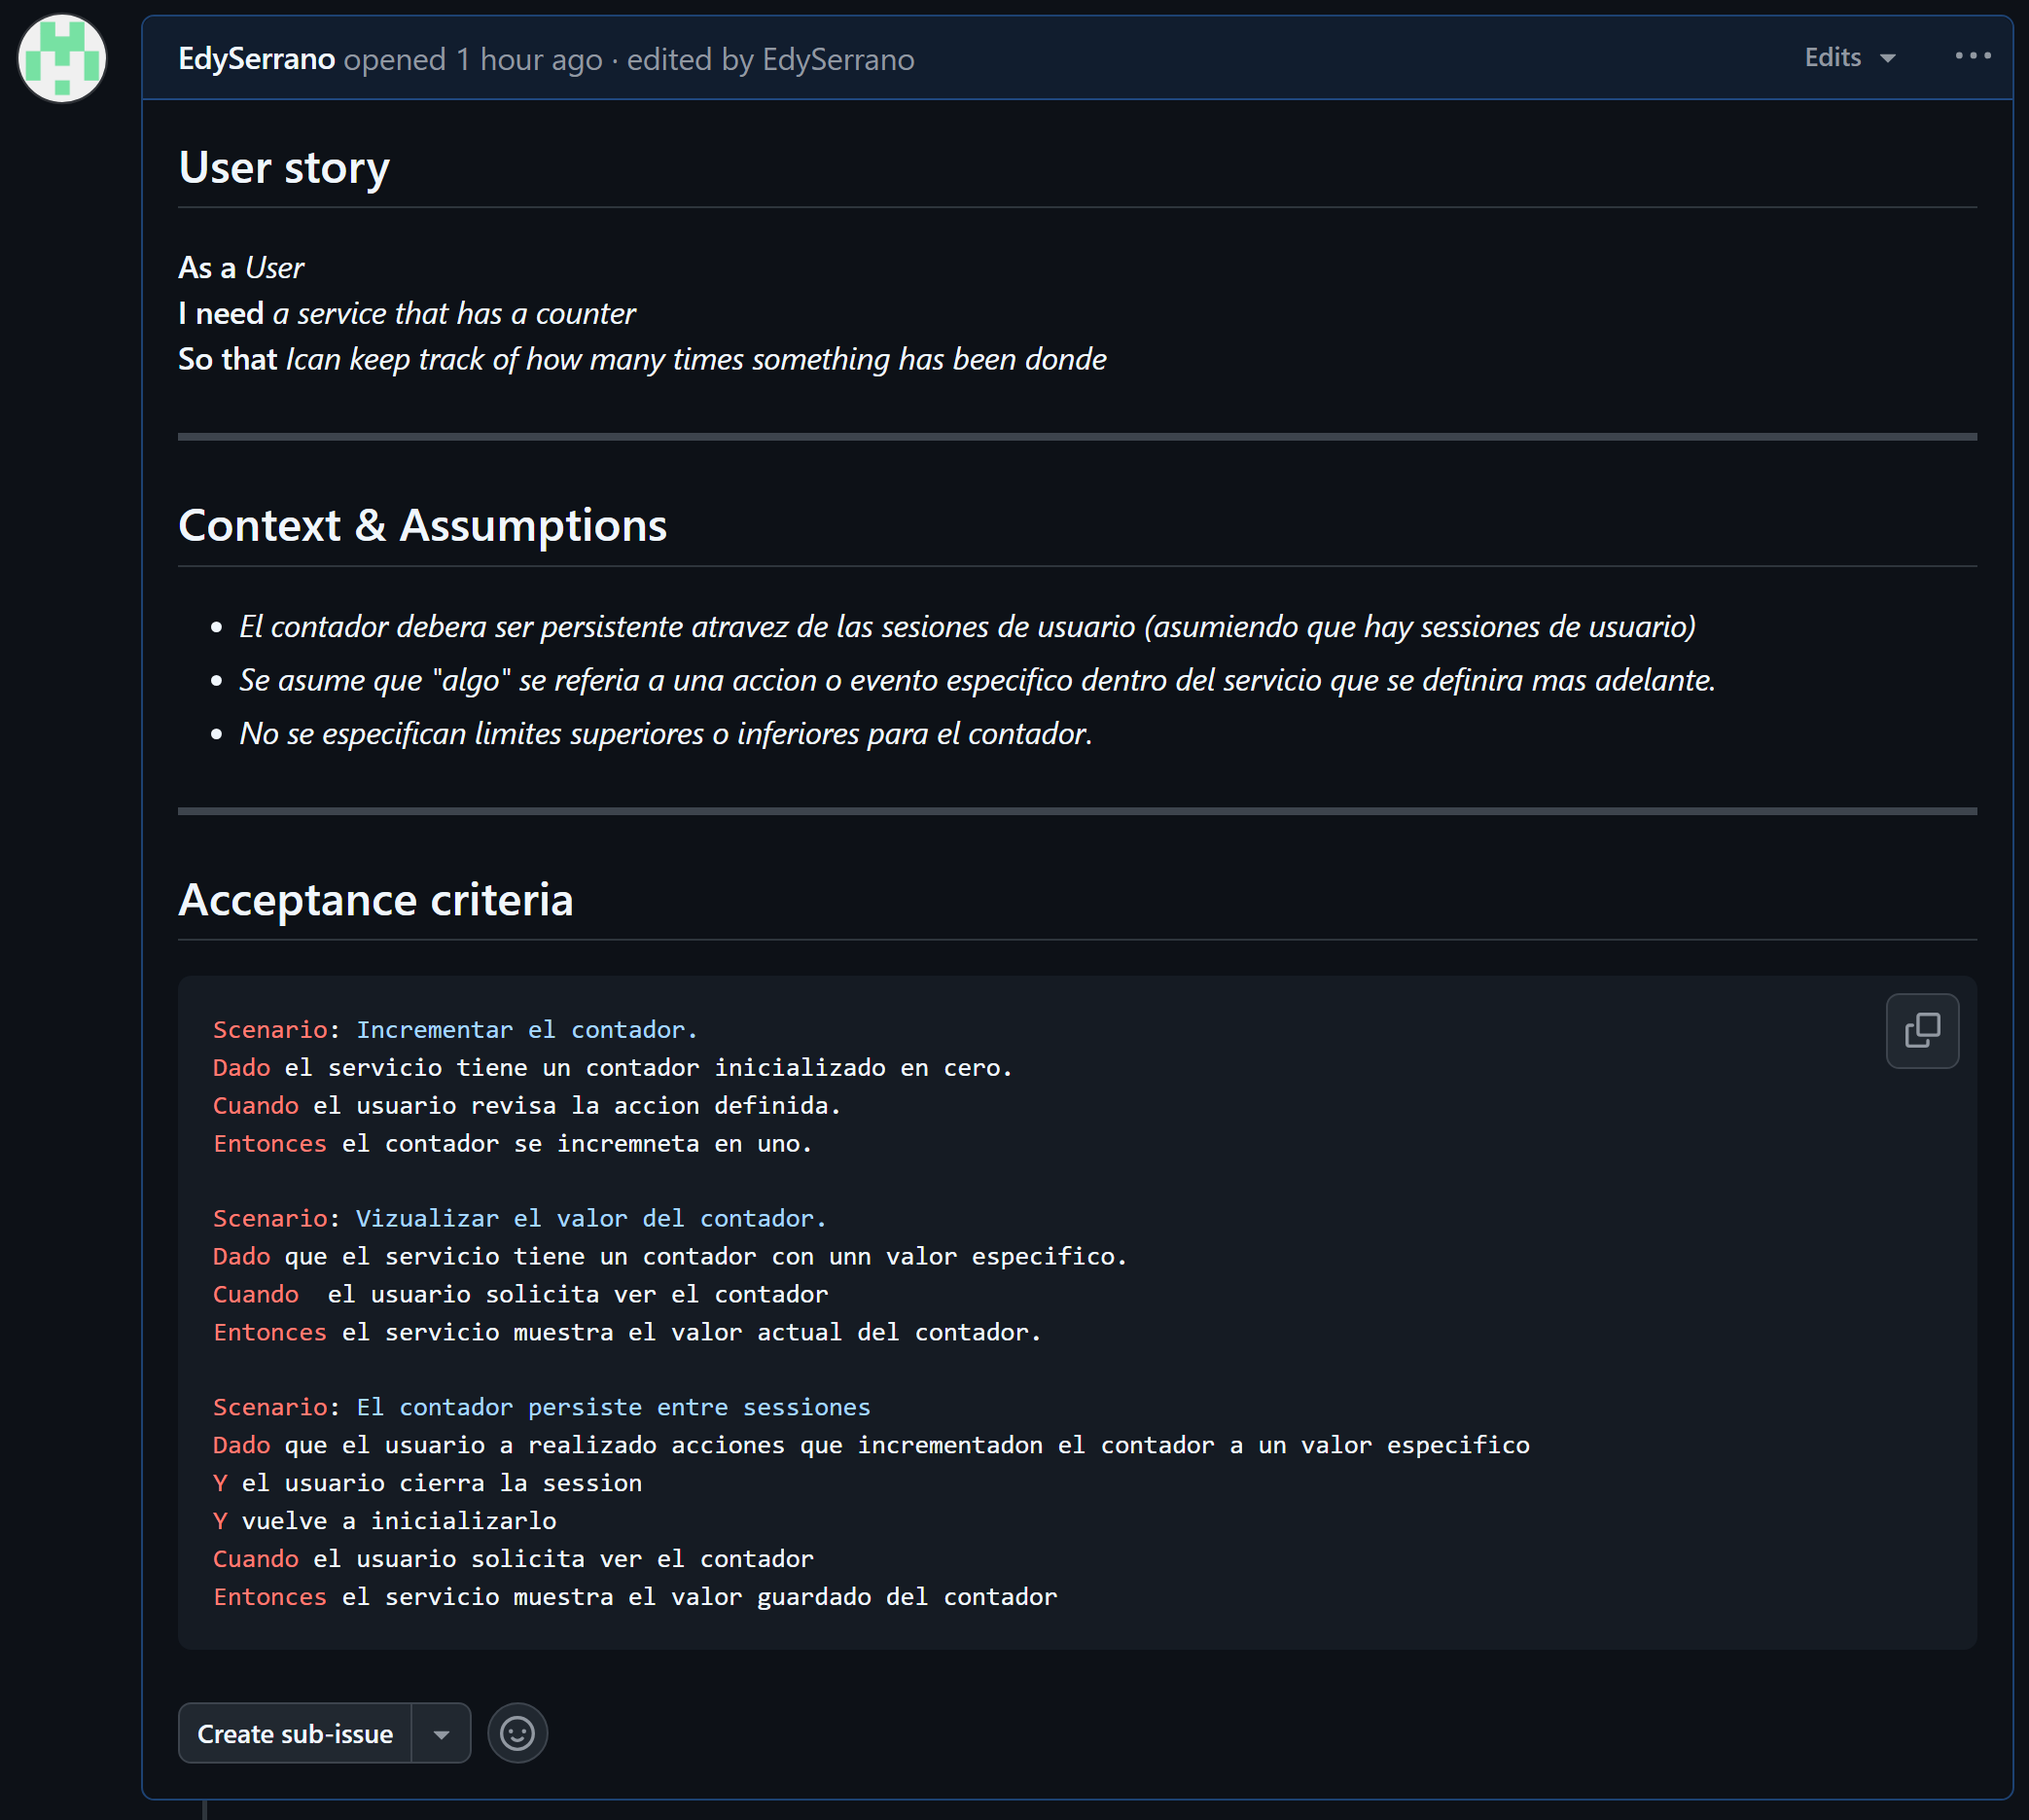 EdySerrano opened 1 hour ago · edited by EdySerrano
Edits
User story
As a User
I need a service that has a counter
So that Ican keep track of how many times something has been donde
Context & Assumptions
• El contador debera ser persistente atravez de las sesiones de usuario (asumiendo que hay sessiones de usuario)
• Se asume que "algo" se referia a una accion o evento especifico dentro del servicio que se definira mas adelante.
• No se especifican limites superiores o inferiores para el contador.
Acceptance criteria
Scenario: Incrementar el contador.
Dado el servicio tiene un contador inicializado en cero.
Cuando el usuario revisa la accion definida.
Entonces el contador se incremneta en uno.
Scenario: Vizualizar el valor del contador.
Dado que el servicio tiene un contador con unn valor especifico.
Cuando  el usuario solicita ver el contador
Entonces el servicio muestra el valor actual del contador.
Scenario: El contador persiste entre sessiones
Dado que el usuario a realizado acciones que incrementadon el contador a un valor especifico
Y el usuario cierra la session
Y vuelve a inicializarlo
Cuando el usuario solicita ver el contador
Entonces el servicio muestra el valor guardado del contador
Create sub-issue